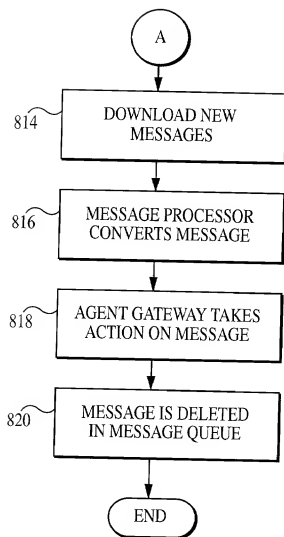 A
814
DOWNLOAD NEW
MESSAGES
816
MESSAGE PROCESSOR
CONVERTS MESSAGE
818
AGENT GATEWAY TAKES
ACTION ON MESSAGE
820
MESSAGE IS DELETED
IN MESSAGE QUEUE
END